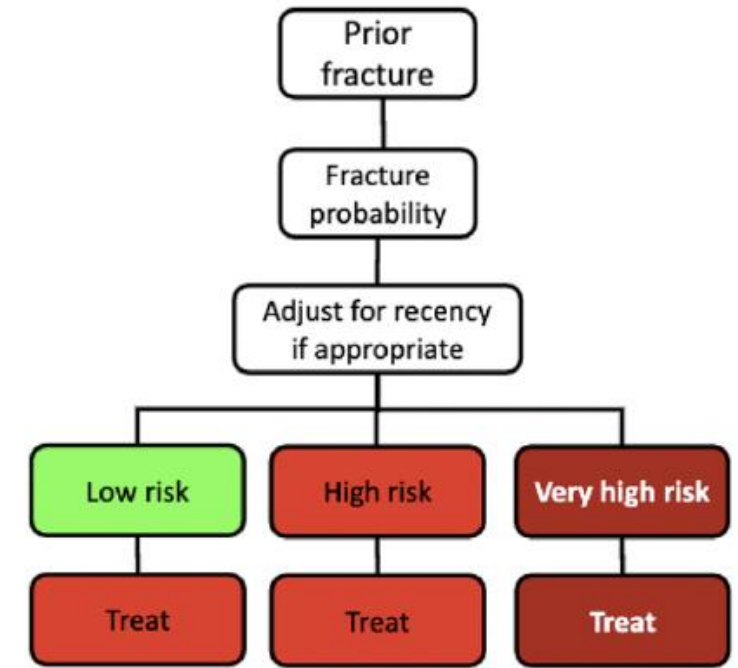 Prior
fracture
Fracture
probability
Adjust for recency
if appropriate
Low risk
High risk
Very high risk
Treat
Treat
Treat